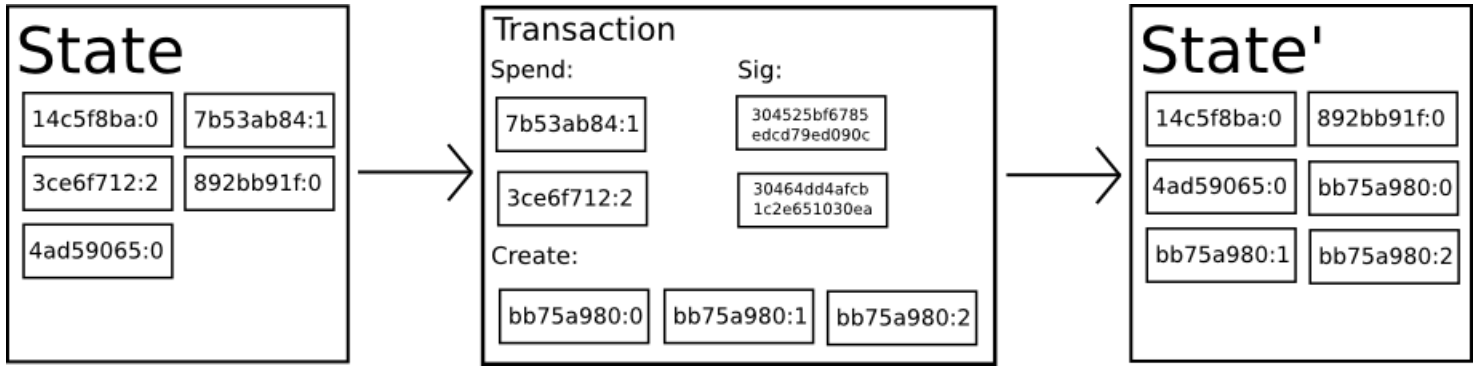 State
14c5f8ba:0 7b53ab84:1
3ce6f712:2 892bb91f:0
4ad59065:0
Transaction
Spend: Sig:
7b53ab84:1
304525bf6785
edcd79ed090c
3ce6f712:2
30464dd4afcb
1c2e651030ea
Create:
bb75a980:0 bb75a980:1 bb75a980:2
State'
14c5f8ba:0 892bb91f:0
4ad59065:0 bb75a980:0
bb75a980:1 bb75a980:2